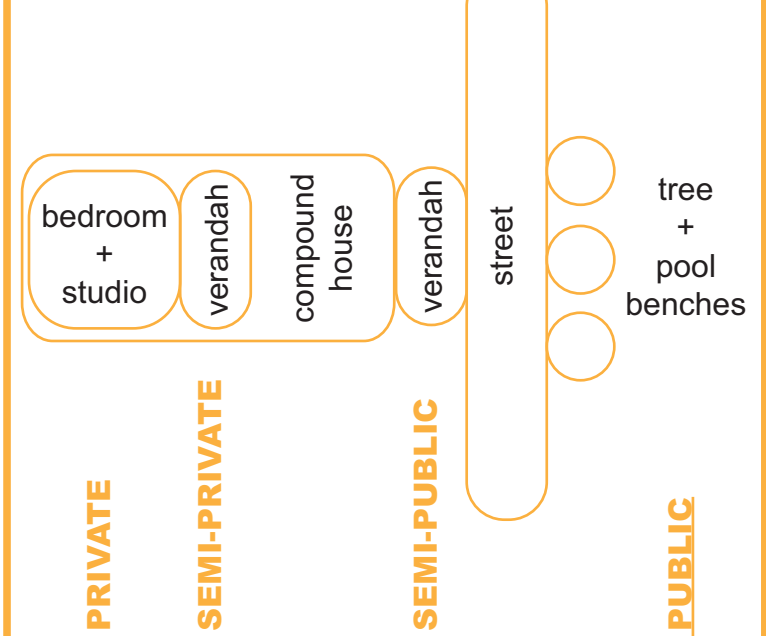 bedroom
+
studio
verandah
compound
house
verandah
street
tree
+
pool
benches
PRIVATE
SEMI-PRIVATE
SEMI-PUBLIC
PUBLIC